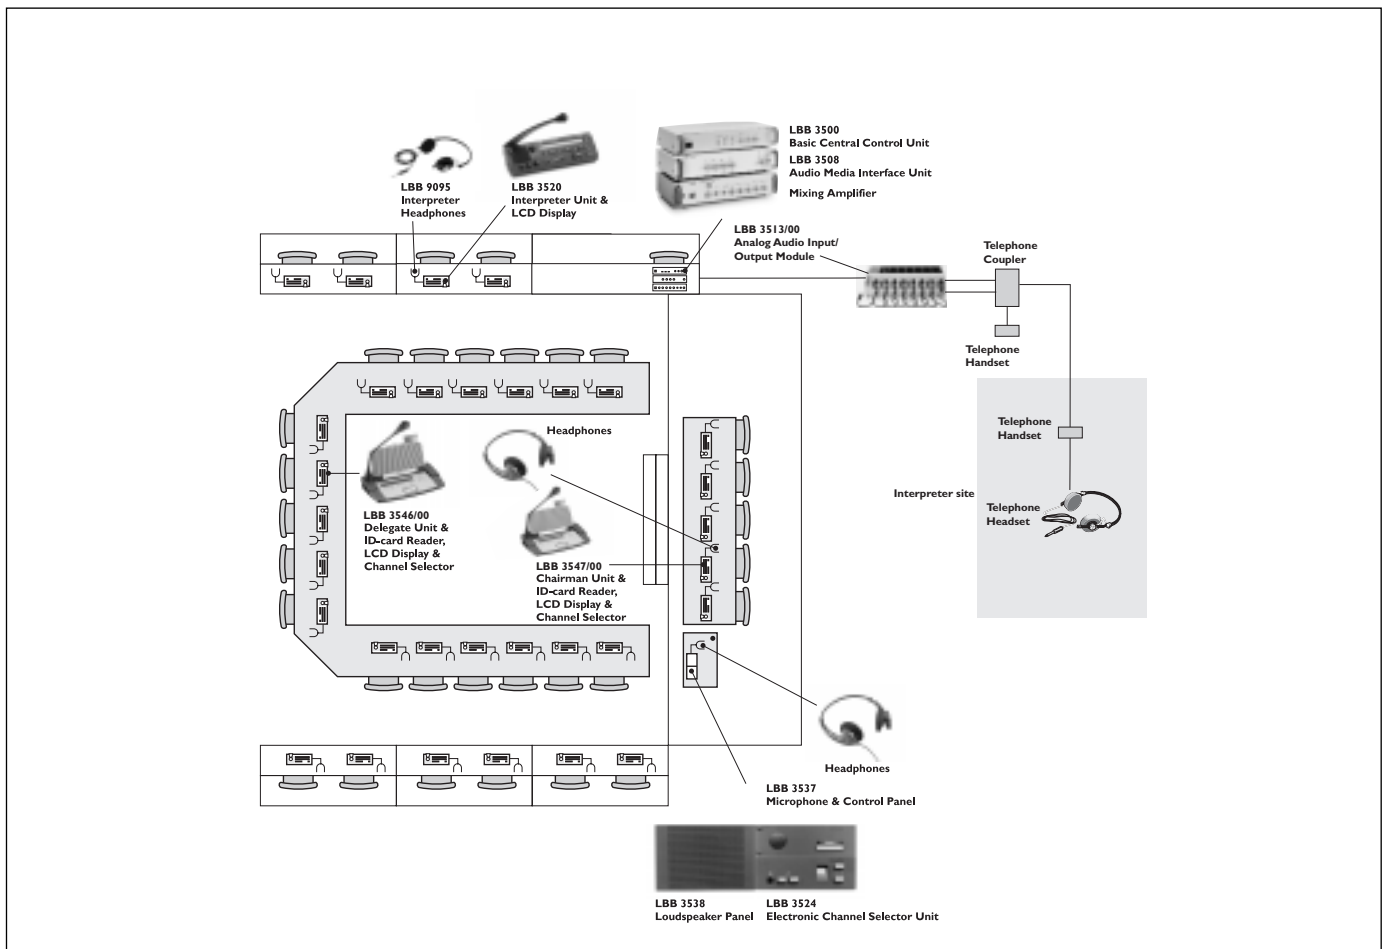 LBB 3500
Basic Central Control Unit
LBB 3508
Audio Media Interface Unit
Mixing Amplifier
LBB 9095
Interpreter
Headphones
LBB 3520
Interpreter Unit &
LCD Display
LBB 3513/00
Analog Audio Input/
Output Module
Telephone
Coupler
Telephone
Handset
Telephone
Handset
Interpreter site
Telephone
Headset
Headphones
LBB 3546/00
Delegate Unit &
ID-card Reader,
LCD Display &
Channel Selector
LBB 3547/00
Chairman Unit &
ID-card Reader,
LCD Display &
Channel Selector
Headphones
LBB 3537
Microphone & Control Panel
LBB 3538
Loudspeaker Panel
LBB 3524
Electronic Channel Selector Unit